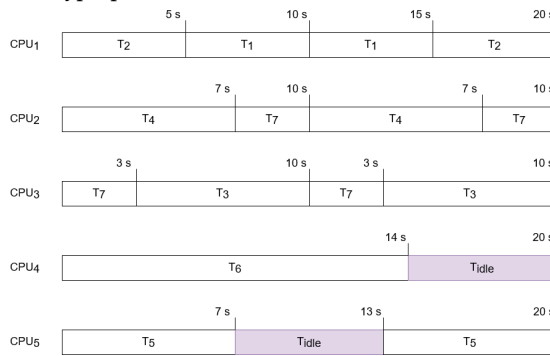 5 s 10 s 15 s 20 s
CPU1 T2 T1 T1 T2
7 s 10 s 7 s 10 s
CPU2 T4 T7 T4 T7
3 s 10 s 3 s 10 s
CPU3 T7 T3 T7 T3
14 s 20 s
CPU4 T6 Tidle
7 s 13 s 20 s
CPU5 T5 Tidle T5